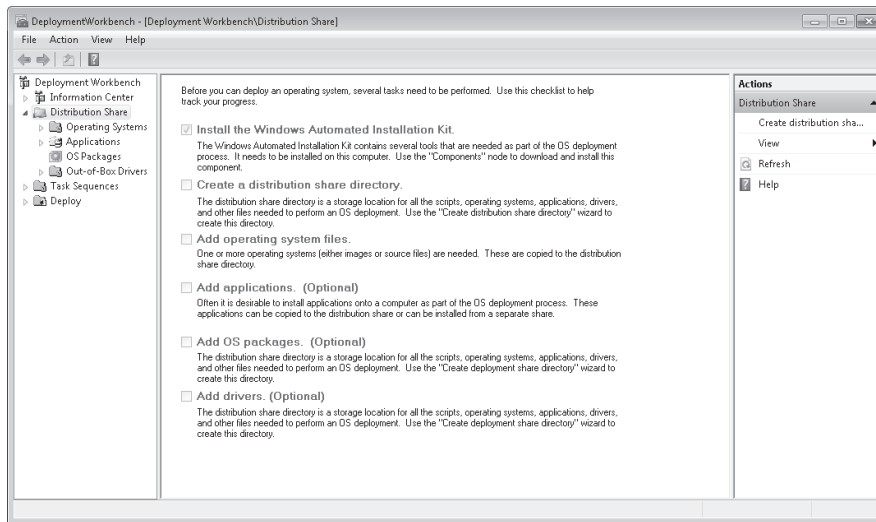 DeploymentWorkbench - [Deployment Workbench\Distribution Share]
File Action View Help
Deployment Workbench
Information Center
Distribution Share
Operating Systems
Applications
OS Packages
Out-of-Box Drivers
Task Sequences
Deploy
Before you can deploy an operating system, several tasks need to be performed. Use this checklist to help
track your progress.
Install the Windows Automated Installation Kit.
The Windows Automated Installation Kit contains several tools that are needed as part of the OS deployment
process. It needs to be installed on this computer. Use the "Components" node to download and install this
component.
Create a distribution share directory.
The distribution share directory is a storage location for all the scripts, operating systems, applications, drivers,
and other files needed to perform an OS deployment. Use the "Create distribution share directory" wizard to
create this directory.
Add operating system files.
One or more operating systems (either images or source files) are needed. These are copied to the distribution
share directory.
Add applications. (Optional)
Often it is desirable to install applications onto a computer as part of the OS deployment process. These
applications can be copied to the distribution share or can be installed from a separate share.
Add OS packages. (Optional)
The distribution share directory is a storage location for all the scripts, operating systems, applications, drivers,
and other files needed to perform an OS deployment. Use the "Create deployment share directory" wizard to
create this directory.
Add drivers. (Optional)
The distribution share directory is a storage location for all the scripts, operating systems, applications, drivers,
and other files needed to perform an OS deployment. Use the "Create deployment share directory" wizard to
create this directory.
Actions
Distribution Share
Create distribution sha...
View
Refresh
Help